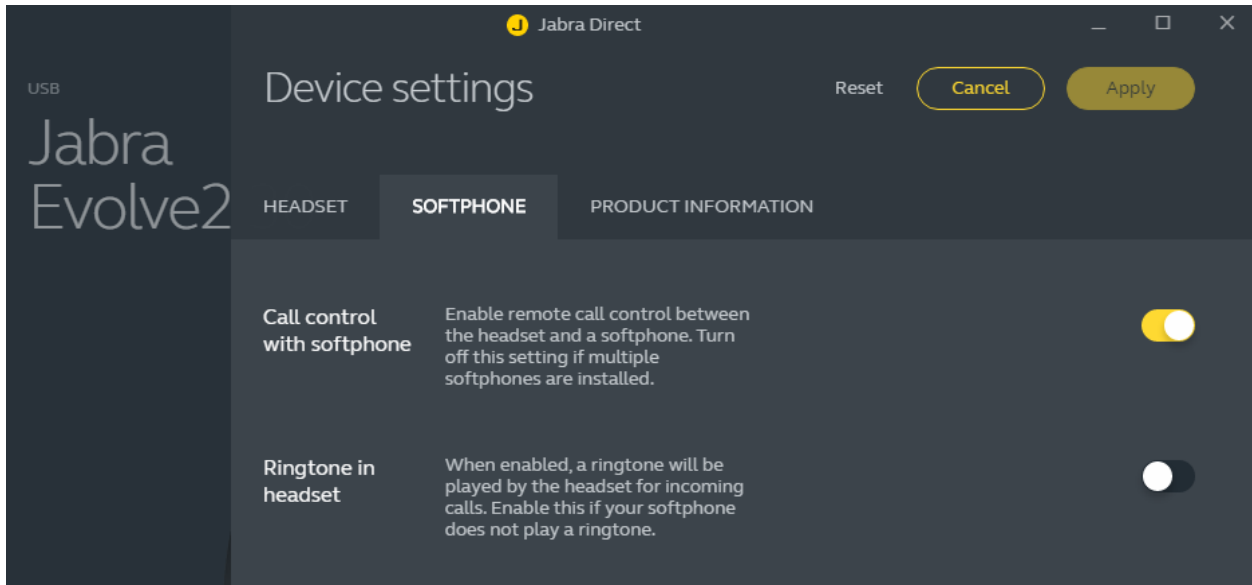 Jabra Direct
USB
Jabra
Evolve2
Device settings
Reset
Cancel
Apply
HEADSET
SOFTPHONE
PRODUCT INFORMATION
Call control
with softphone
Enable remote call control between
the headset and a softphone. Turn
off this setting if multiple
softphones are installed.
Ringtone in
headset
When enabled, a ringtone will be
played by the headset for incoming
calls. Enable this if your softphone
does not play a ringtone.